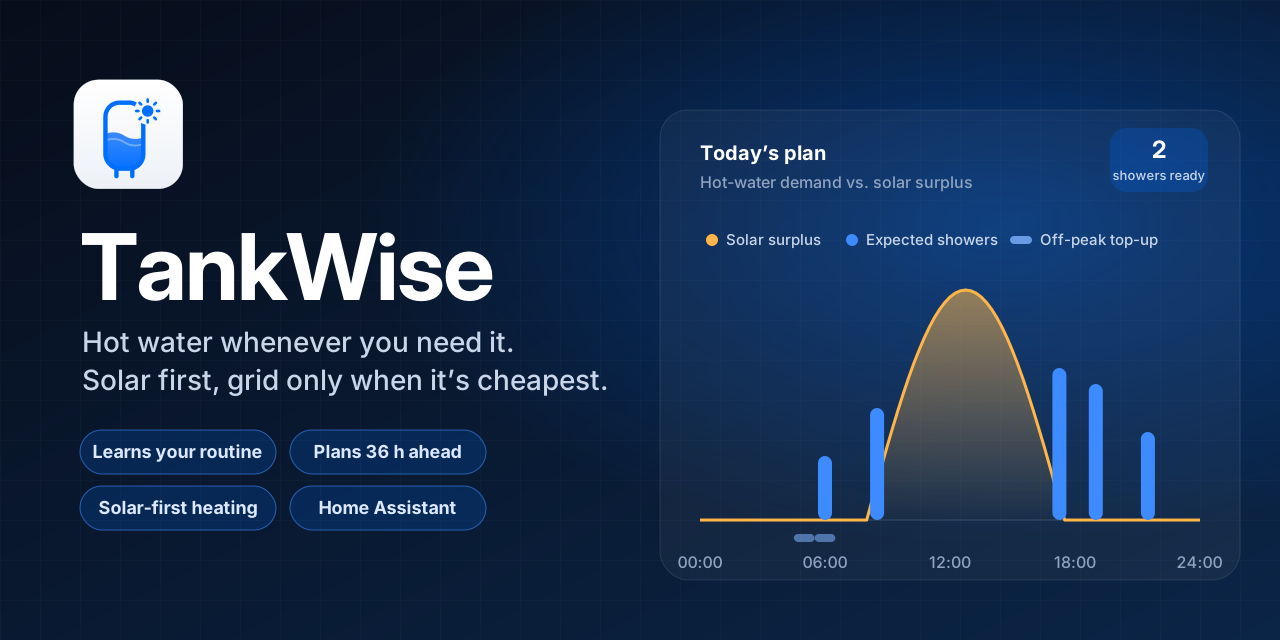 TankWise
Hot water whenever you need it.
Solar first, grid only when it’s cheapest.
Learns your routine
Plans 36 h ahead
Solar-first heating
Home Assistant
Today’s plan
Hot-water demand vs. solar surplus
2
showers ready
Solar surplus
Expected showers
Off-peak top-up
00:00
06:00
12:00
18:00
24:00